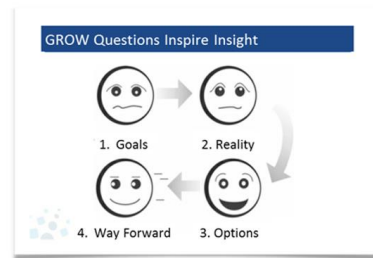 GROW Questions Inspire Insight
1. Goals
2. Reality
4. Way Forward
3. Options